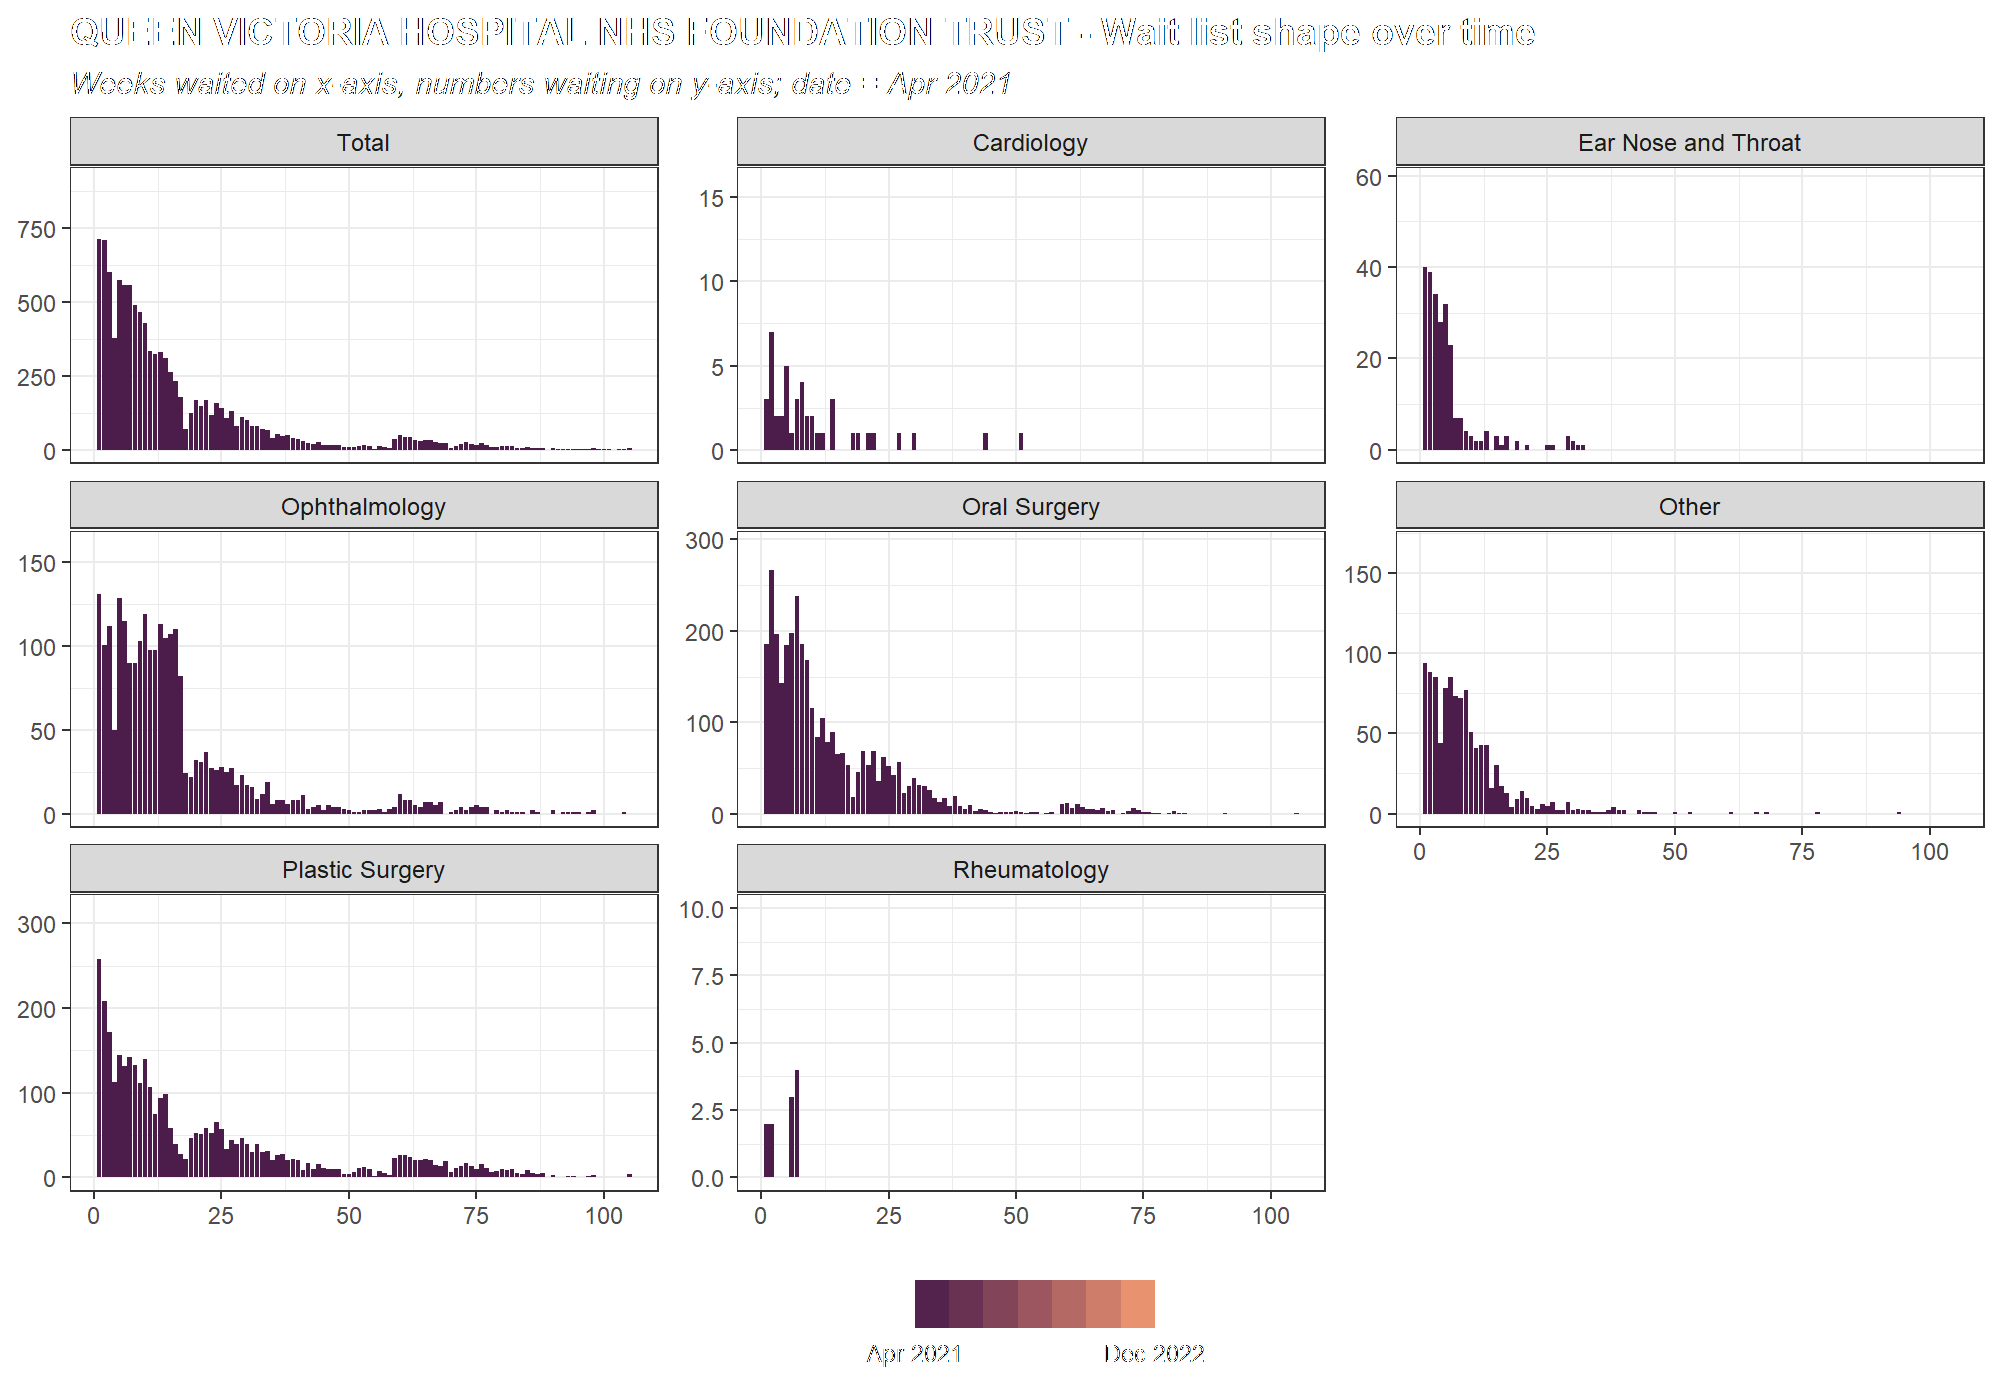 QUEEN VICTORIA HOSPITAL NHS FOUNDATION TRUST - Wait list shape over time
Weeks waited on x-axis, numbers waiting on y-axis; date = Apr 2021
Total
Cardiology
Ear Nose and Throat
750
500
250
0
15
10
5
0
60
40
20
0
Ophthalmology
Oral Surgery
Other
150
100
50
0
300
200
100
0
150
100
50
0
0 25 50 75 100
Plastic Surgery
Rheumatology
300
200
100
0
10.0
7.5
5.0
2.5
0.0
0 25 50 75 100
0 25 50 75 100
Apr 2021
Dec 2022